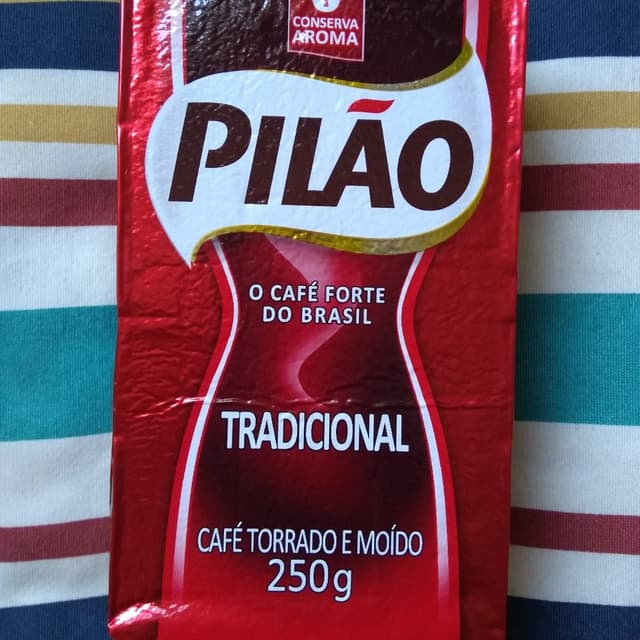 CONSERVA
AROMA
PILÃO
O CAFÉ FORTE
DO BRASIL
TRADICIONAL
CAFÉ TORRADO E MOÍDO
250g